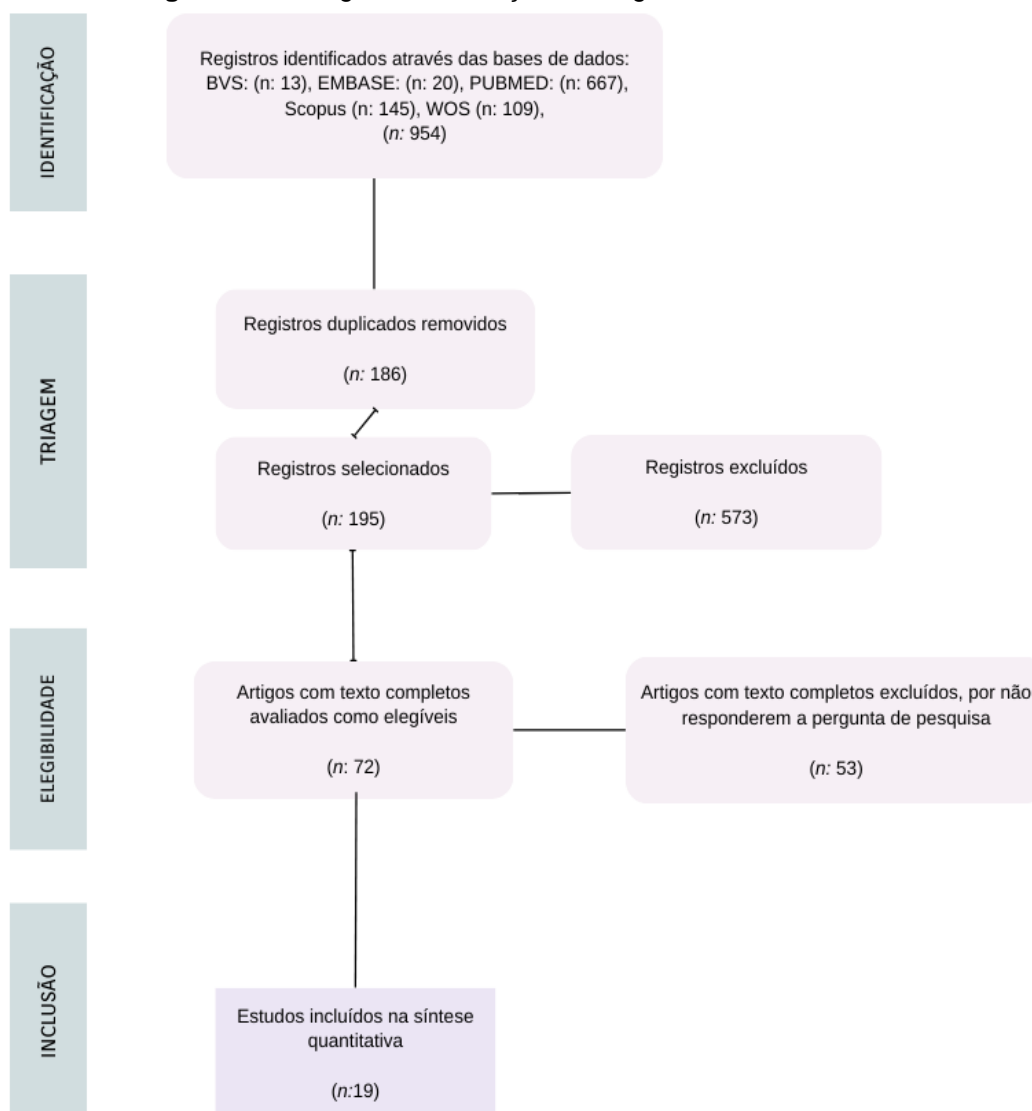 IDENTIFICAÇÃO
Registros identificados através das bases de dados:
BVS: (n: 13), EMBASE: (n: 20), PUBMED: (n: 667),
Scopus (n: 145), WOS (n: 109),
(n: 954)
TRIAGEM
Registros duplicados removidos
(n: 186)
Registros selecionados
(n: 195)
Registros excluídos
(n: 573)
ELEGIBILIDADE
Artigos com texto completos
avaliados como elegíveis
(n: 72)
Artigos com texto completos excluídos, por não
responderem a pergunta de pesquisa
(n: 53)
INCLUSÃO
Estudos incluídos na síntese
quantitativa
(n:19)